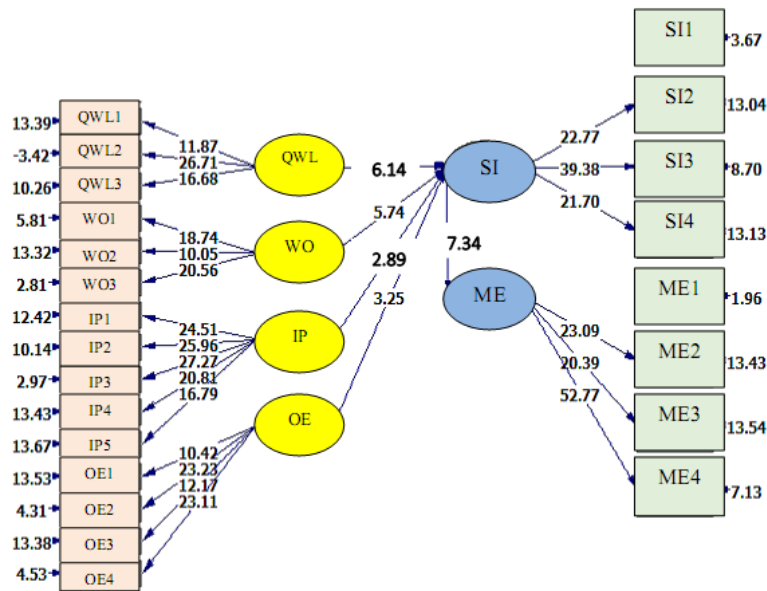 SI1
3.67
SI2
13.04
22.77
SI3
8.70
39.38
SI4
13.13
21.70
13.39
QWL1
11.87
-3.42
QWL2
26.71
10.26
QWL3
16.68
QWL
6.14
SI
5.81
WO1
18.74
13.32
WO2
10.05
2.81
WO3
20.56
WO
5.74
2.89
7.34
12.42
IP1
24.51
10.14
IP2
25.96
2.97
IP3
27.27
13.43
IP4
20.81
13.67
IP5
16.79
IP
3.25
ME
ME1
1.96
23.09
ME2
13.43
20.39
ME3
13.54
52.77
ME4
7.13
OE
13.53
OE1
10.42
4.31
OE2
23.23
13.38
OE3
12.17
4.53
OE4
23.11